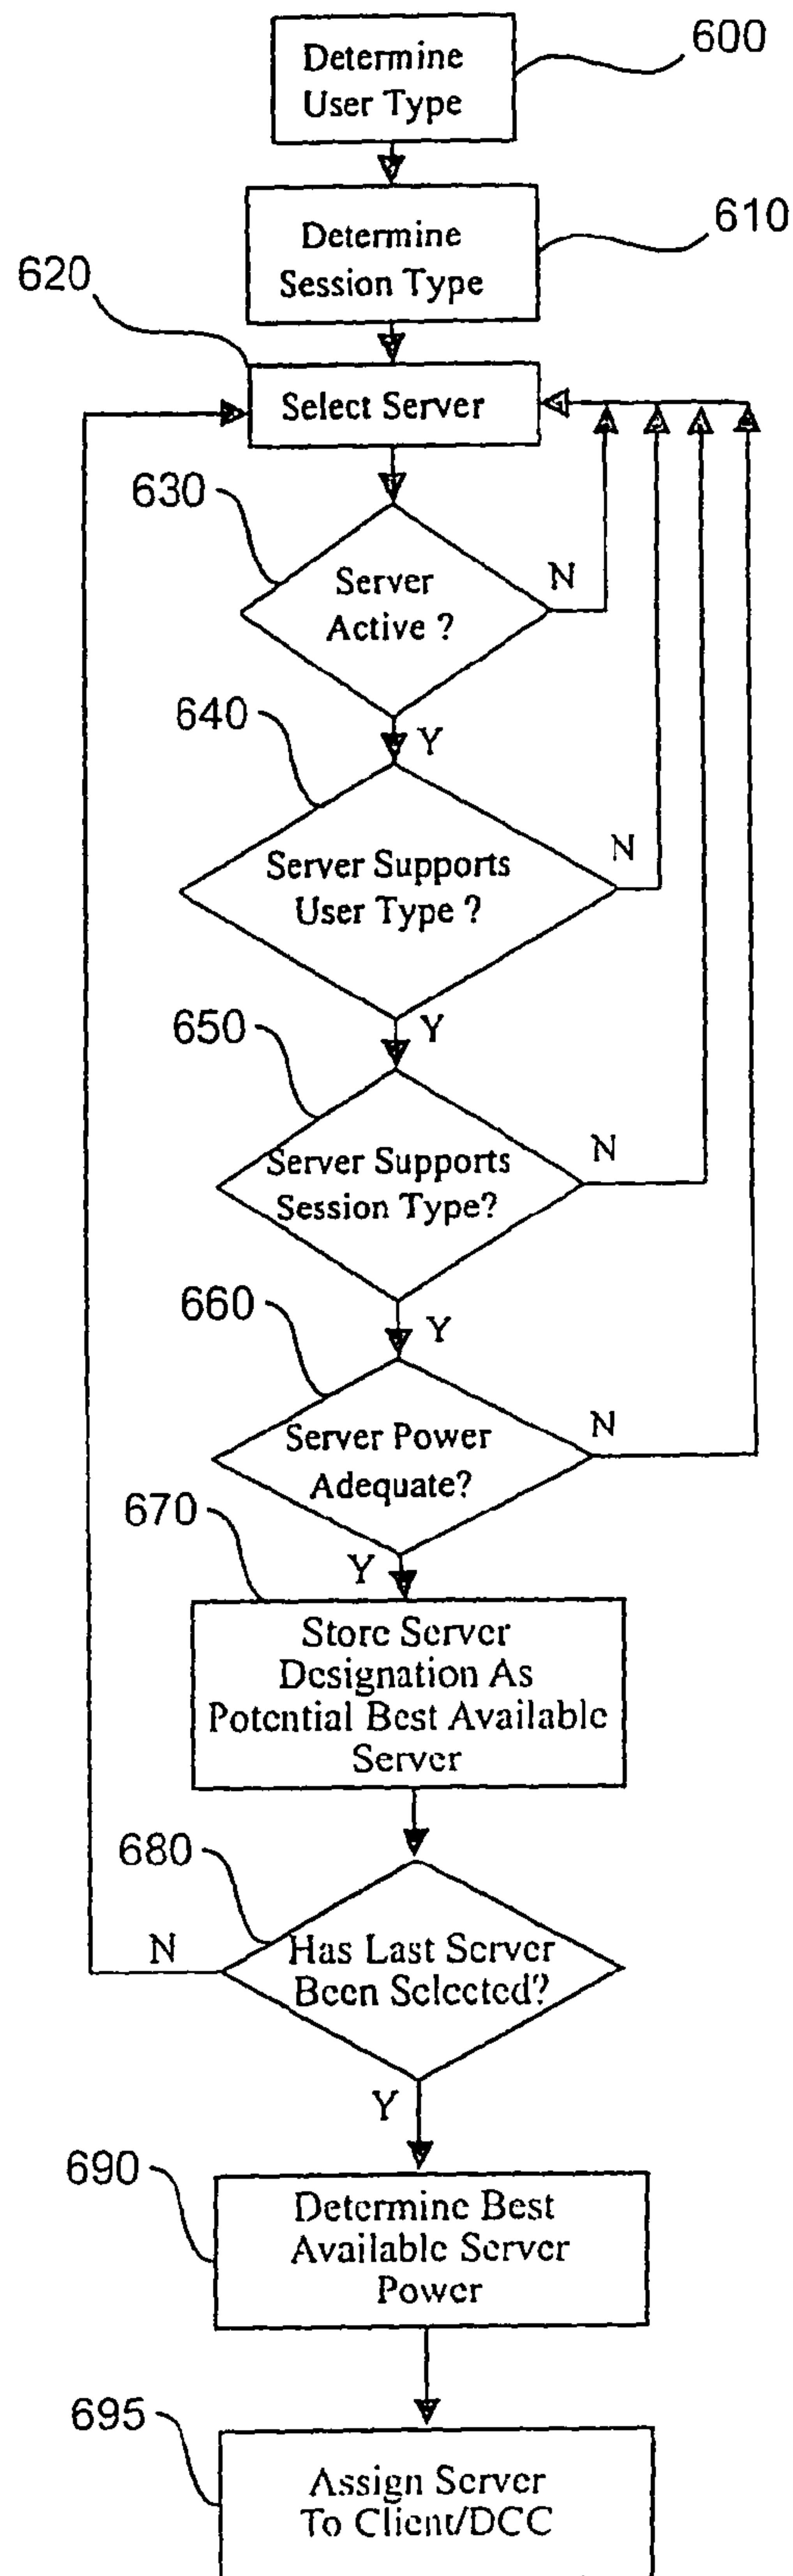 600
Determine
User Type
610
Determine
Session Type
620
Select Server
630
Server
Active ?
N
Y
640
Server Supports
User Type ?
N
Y
650
Server Supports
Session Type?
N
Y
660
Server Power
Adequate?
N
Y
670
Store Server
Designation As
Potential Best Available
Server
680
Has Last Server
Been Selected?
N
Y
690
Determine Best
Available Server
Power
695
Assign Server
To Client/DCC